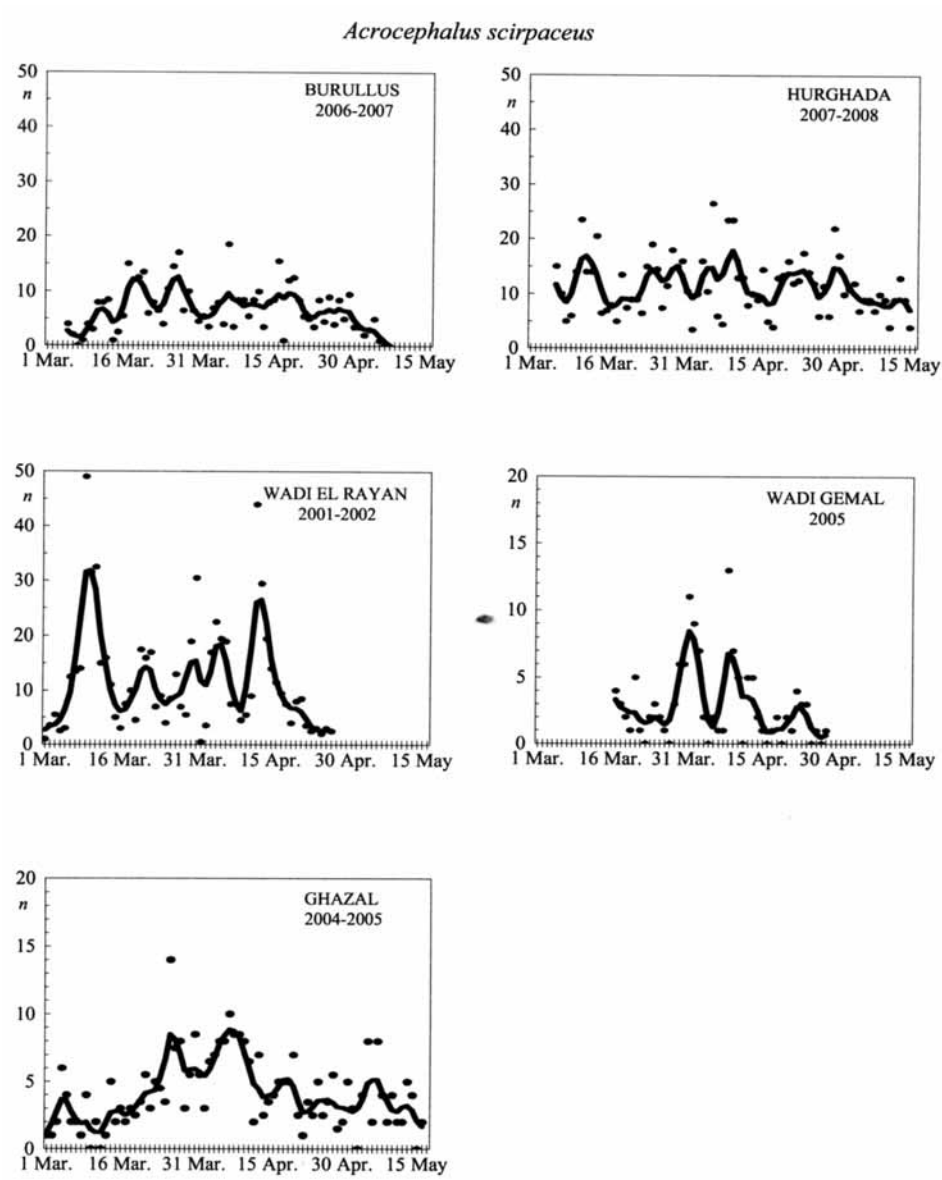 Acrocephalus scirpaceus
50
n
40
30
20
10
0
BURULLUS
2006-2007
1 Mar. 16 Mar. 31 Mar. 15 Apr. 30 Apr. 15 May
50
n
40
30
20
10
0
HURGHADA
2007-2008
1 Mar. 16 Mar. 31 Mar. 15 Apr. 30 Apr. 15 May
50
n
40
30
20
10
0
WADI EL RAYAN
2001-2002
1 Mar. 16 Mar. 31 Mar. 15 Apr. 30 Apr. 15 May
20
n
15
10
5
0
WADI GEMAL
2005
1 Mar. 16 Mar. 31 Mar. 15 Apr. 30 Apr. 15 May
20
n
15
10
5
0
GHAZAL
2004-2005
1 Mar. 16 Mar. 31 Mar. 15 Apr. 30 Apr. 15 May